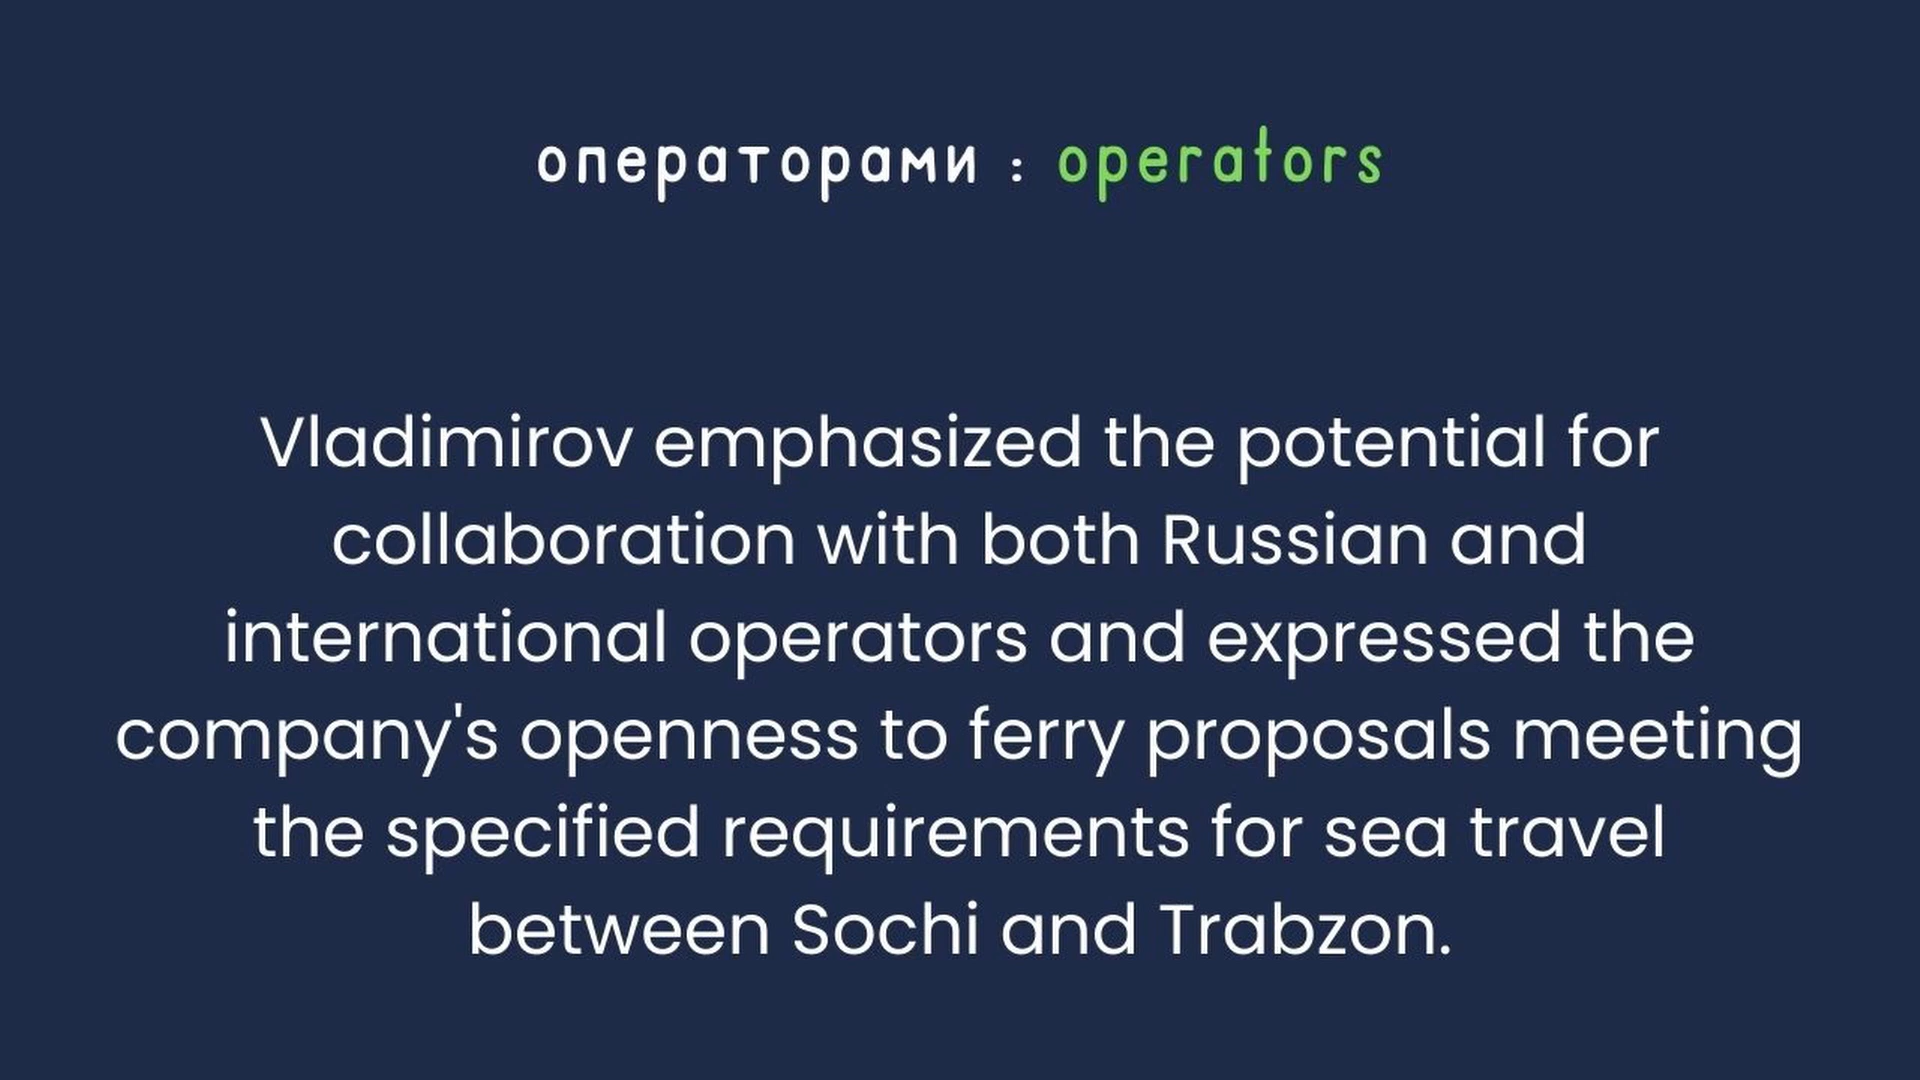 операторами : operators
Vladimirov emphasized the potential for
collaboration with both Russian and
international operators and expressed the
company's openness to ferry proposals meeting
the specified requirements for sea travel
between Sochi and Trabzon.